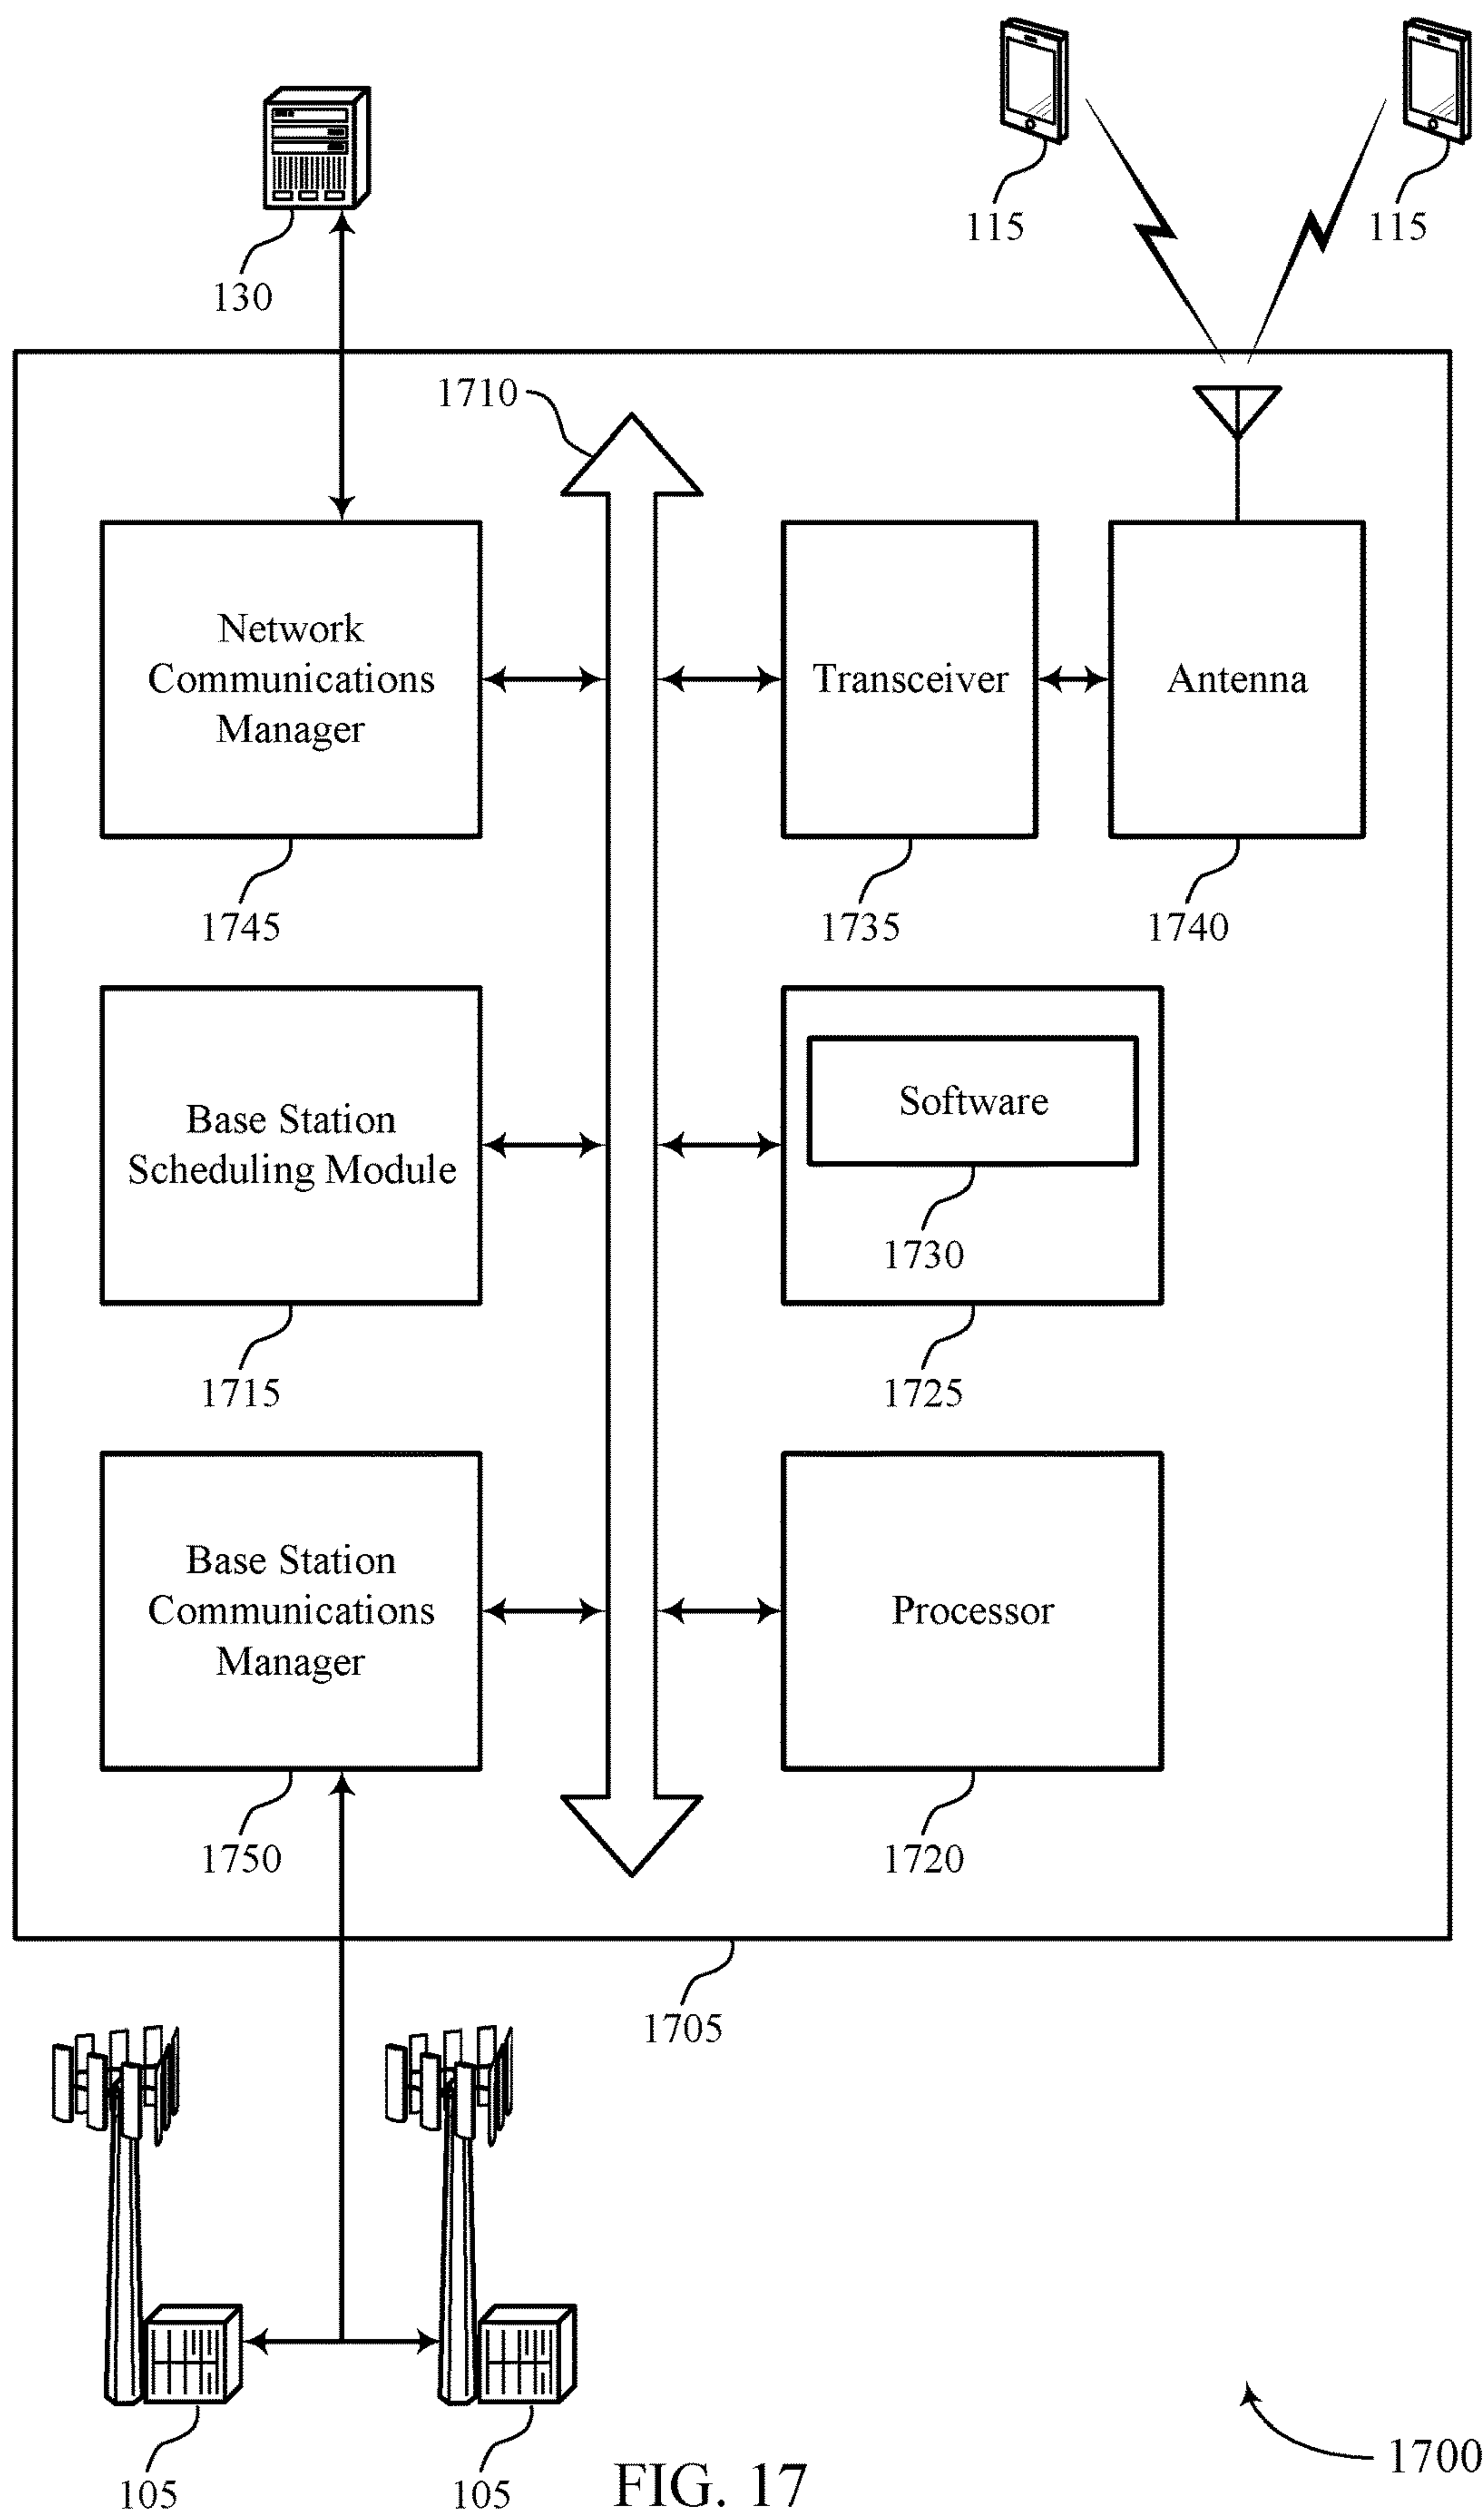 115
115
130
1710
Network
Communications
Manager
Transceiver
Antenna
1745
1735
1740
Base Station
Scheduling Module
Software
1730
1715
1725
Base Station
Communications
Manager
Processor
1750
1720
1705
105
105
FIG. 17
1700